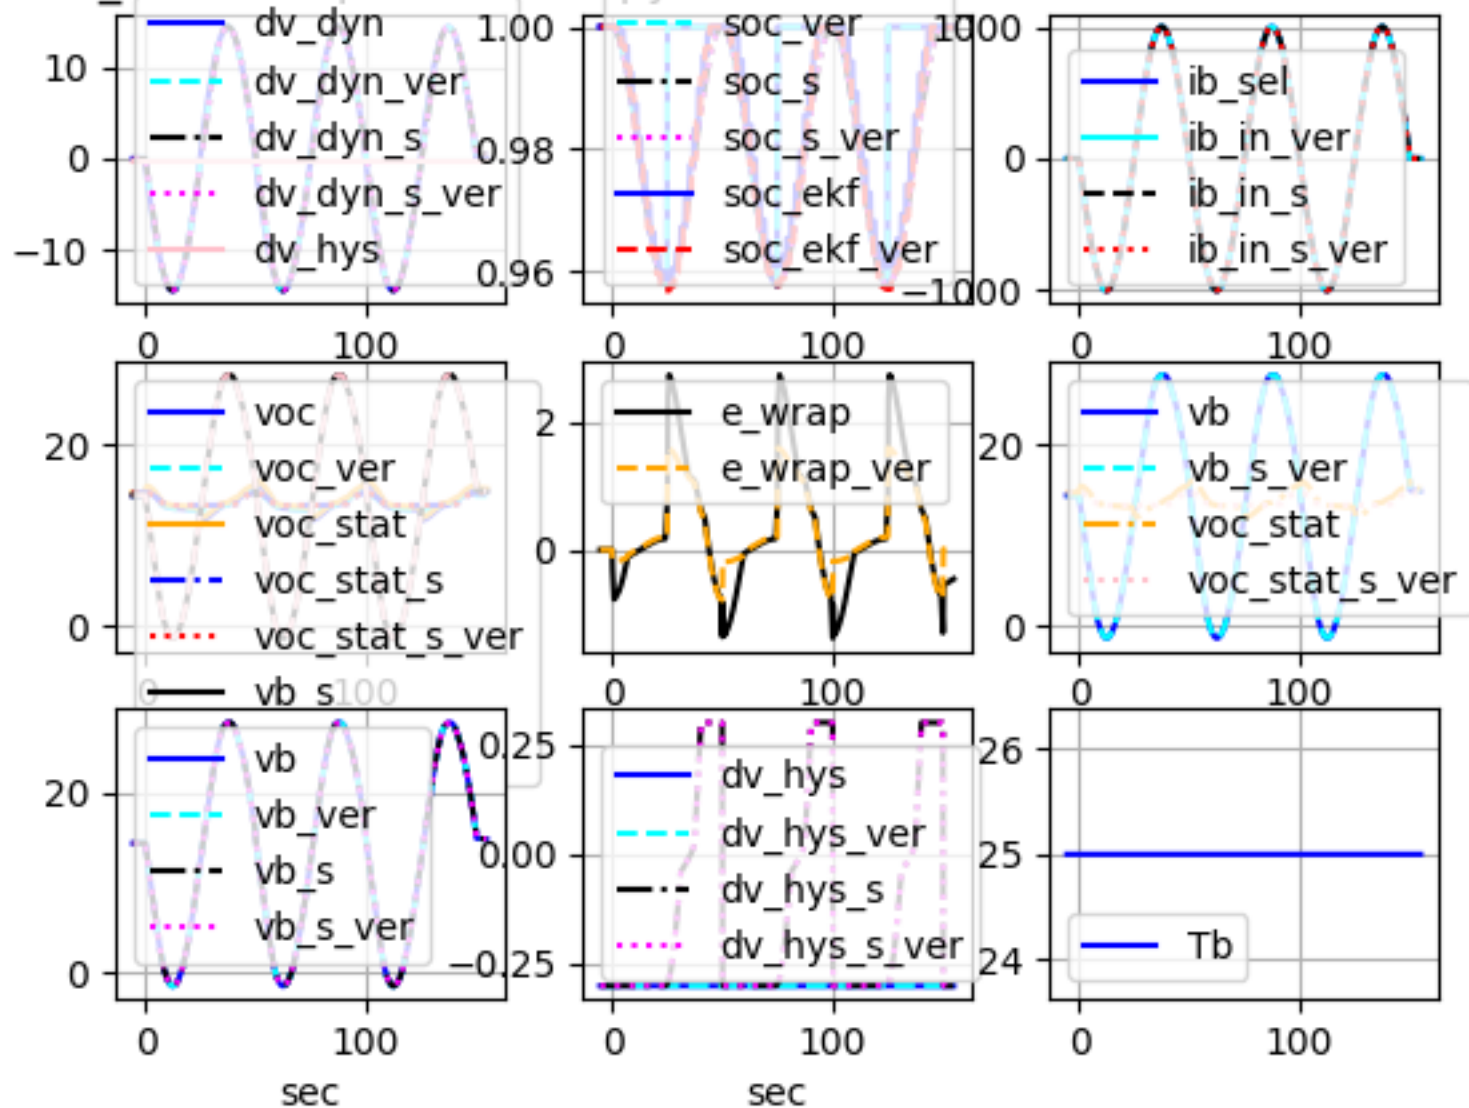 dv_dyn
dv_dyn_ver
dv_dyn_s
dv_dyn_s_ver
dv_hys
10
0
−10
0
100
soc_ver
soc_s
soc_s_ver
soc_ekf
soc_ekf_ver
1.00
0.98
0.96
0
100
ib_sel
ib_in_ver
ib_in_s
ib_in_s_ver
1000
0
−1000
0
100
voc
voc_ver
voc_stat
voc_stat_s
voc_stat_s_ver
vb_s
20
0
0
100
e_wrap
e_wrap_ver
2
0
0
100
vb
vb_s_ver
voc_stat
voc_stat_s_ver
20
0
0
100
vb
vb_ver
vb_s
vb_s_ver
20
0
0
100
sec
dv_hys
dv_hys_ver
dv_hys_s
dv_hys_s_ver
0.25
0.00
−0.25
0
100
sec
Tb
26
25
24
0
100